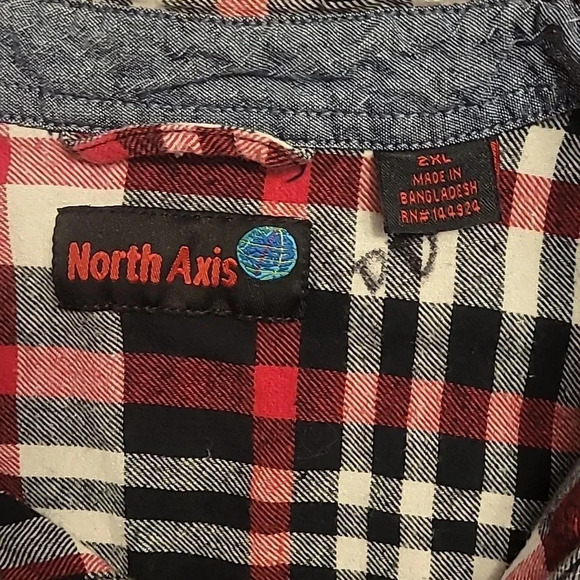 North Axis
2XL
MADE IN
BANGLADESH
RN# 144924